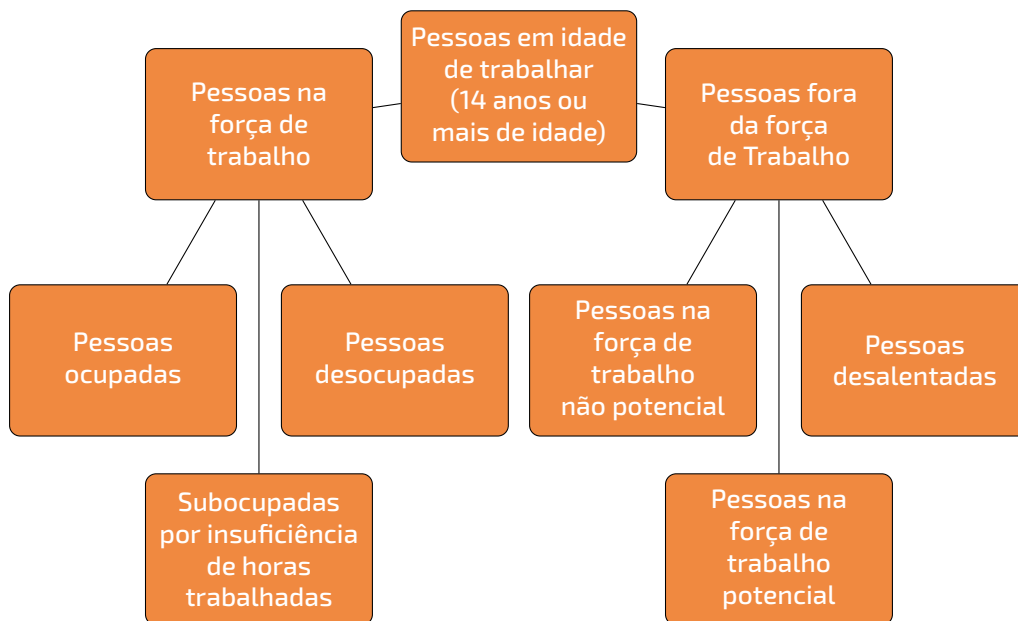 Pessoas em idade
de trabalhar
(14 anos ou
mais de idade)
Pessoas na
força de
trabalho
Pessoas fora
da força
de Trabalho
Pessoas
ocupadas
Pessoas
desocupadas
Pessoas na
força de
trabalho
não potencial
Pessoas
desalentadas
Subocupadas
por insuficiência
de horas
trabalhadas
Pessoas na
força de
trabalho
potencial